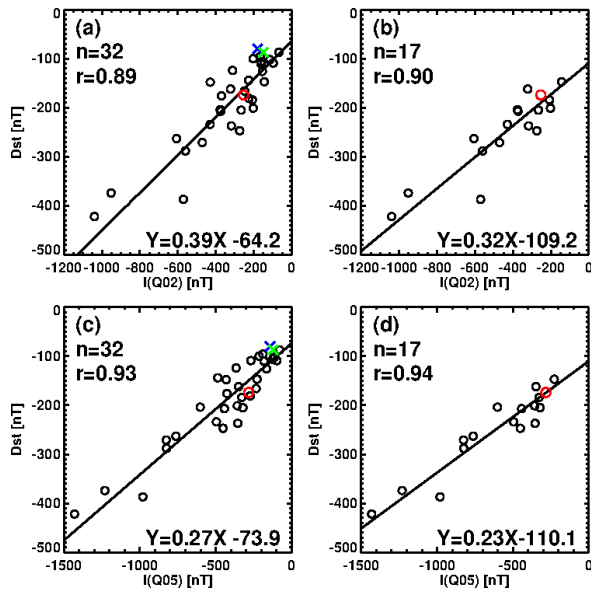 (a)
n=32
r=0.89
Y=0.39X -64.2
0
-100
-200
-300
-400
-500
Dst [nT]
-1200 -1000 -800 -600 -400 -200 0
I(Q02) [nT]
(b)
n=17
r=0.90
Y=0.32X-109.2
0
-100
-200
-300
-400
-500
Dst [nT]
-1200 -1000 -800 -600 -400 -200 0
I(Q02) [nT]
(c)
n=32
r=0.93
Y=0.27X -73.9
0
-100
-200
-300
-400
-500
Dst [nT]
-1500 -1000 -500 0
I(Q05) [nT]
(d)
n=17
r=0.94
Y=0.23X-110.1
0
-100
-200
-300
-400
-500
Dst [nT]
-1500 -1000 -500 0
I(Q05) [nT]